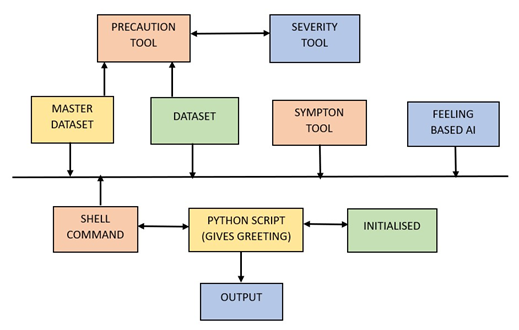 PRECAUTION
TOOL
SEVERITY
TOOL
MASTER
DATASET
DATASET
SYMPTON
TOOL
FEELING
BASED AI
SHELL
COMMAND
PYTHON SCRIPT
(GIVES GREETING)
INITIALISED
OUTPUT